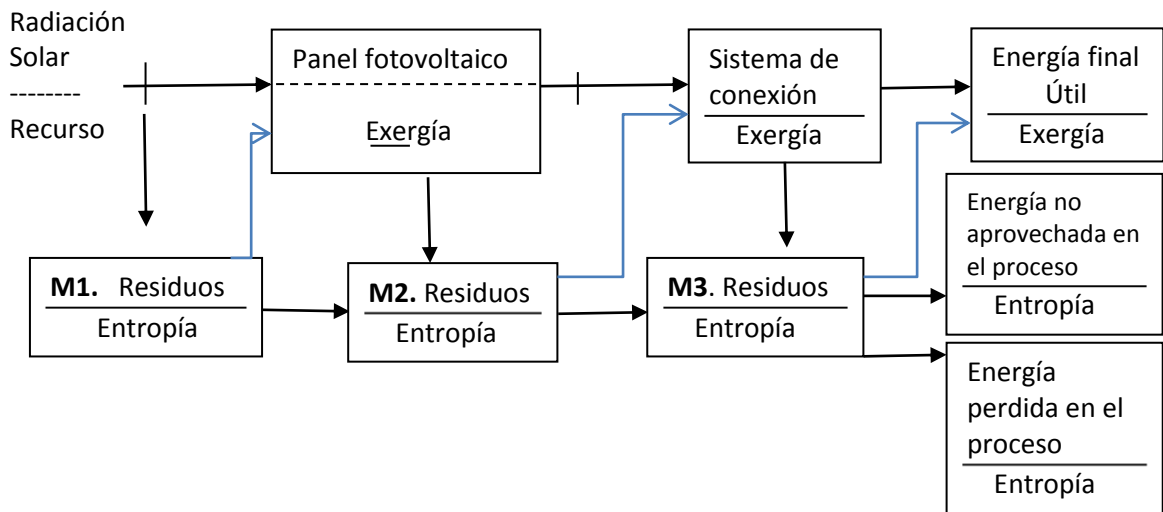 Radiación
Solar
--------
Recurso
Panel fotovoltaico
Exergía
Sistema de
conexión
Exergía
Energía final
Útil
Exergía
M1. Residuos
Entropía
M2. Residuos
Entropía
M3. Residuos
Entropía
Energía no
aprovechada en
el proceso
Entropía
Energía
perdida en el
proceso
Entropía